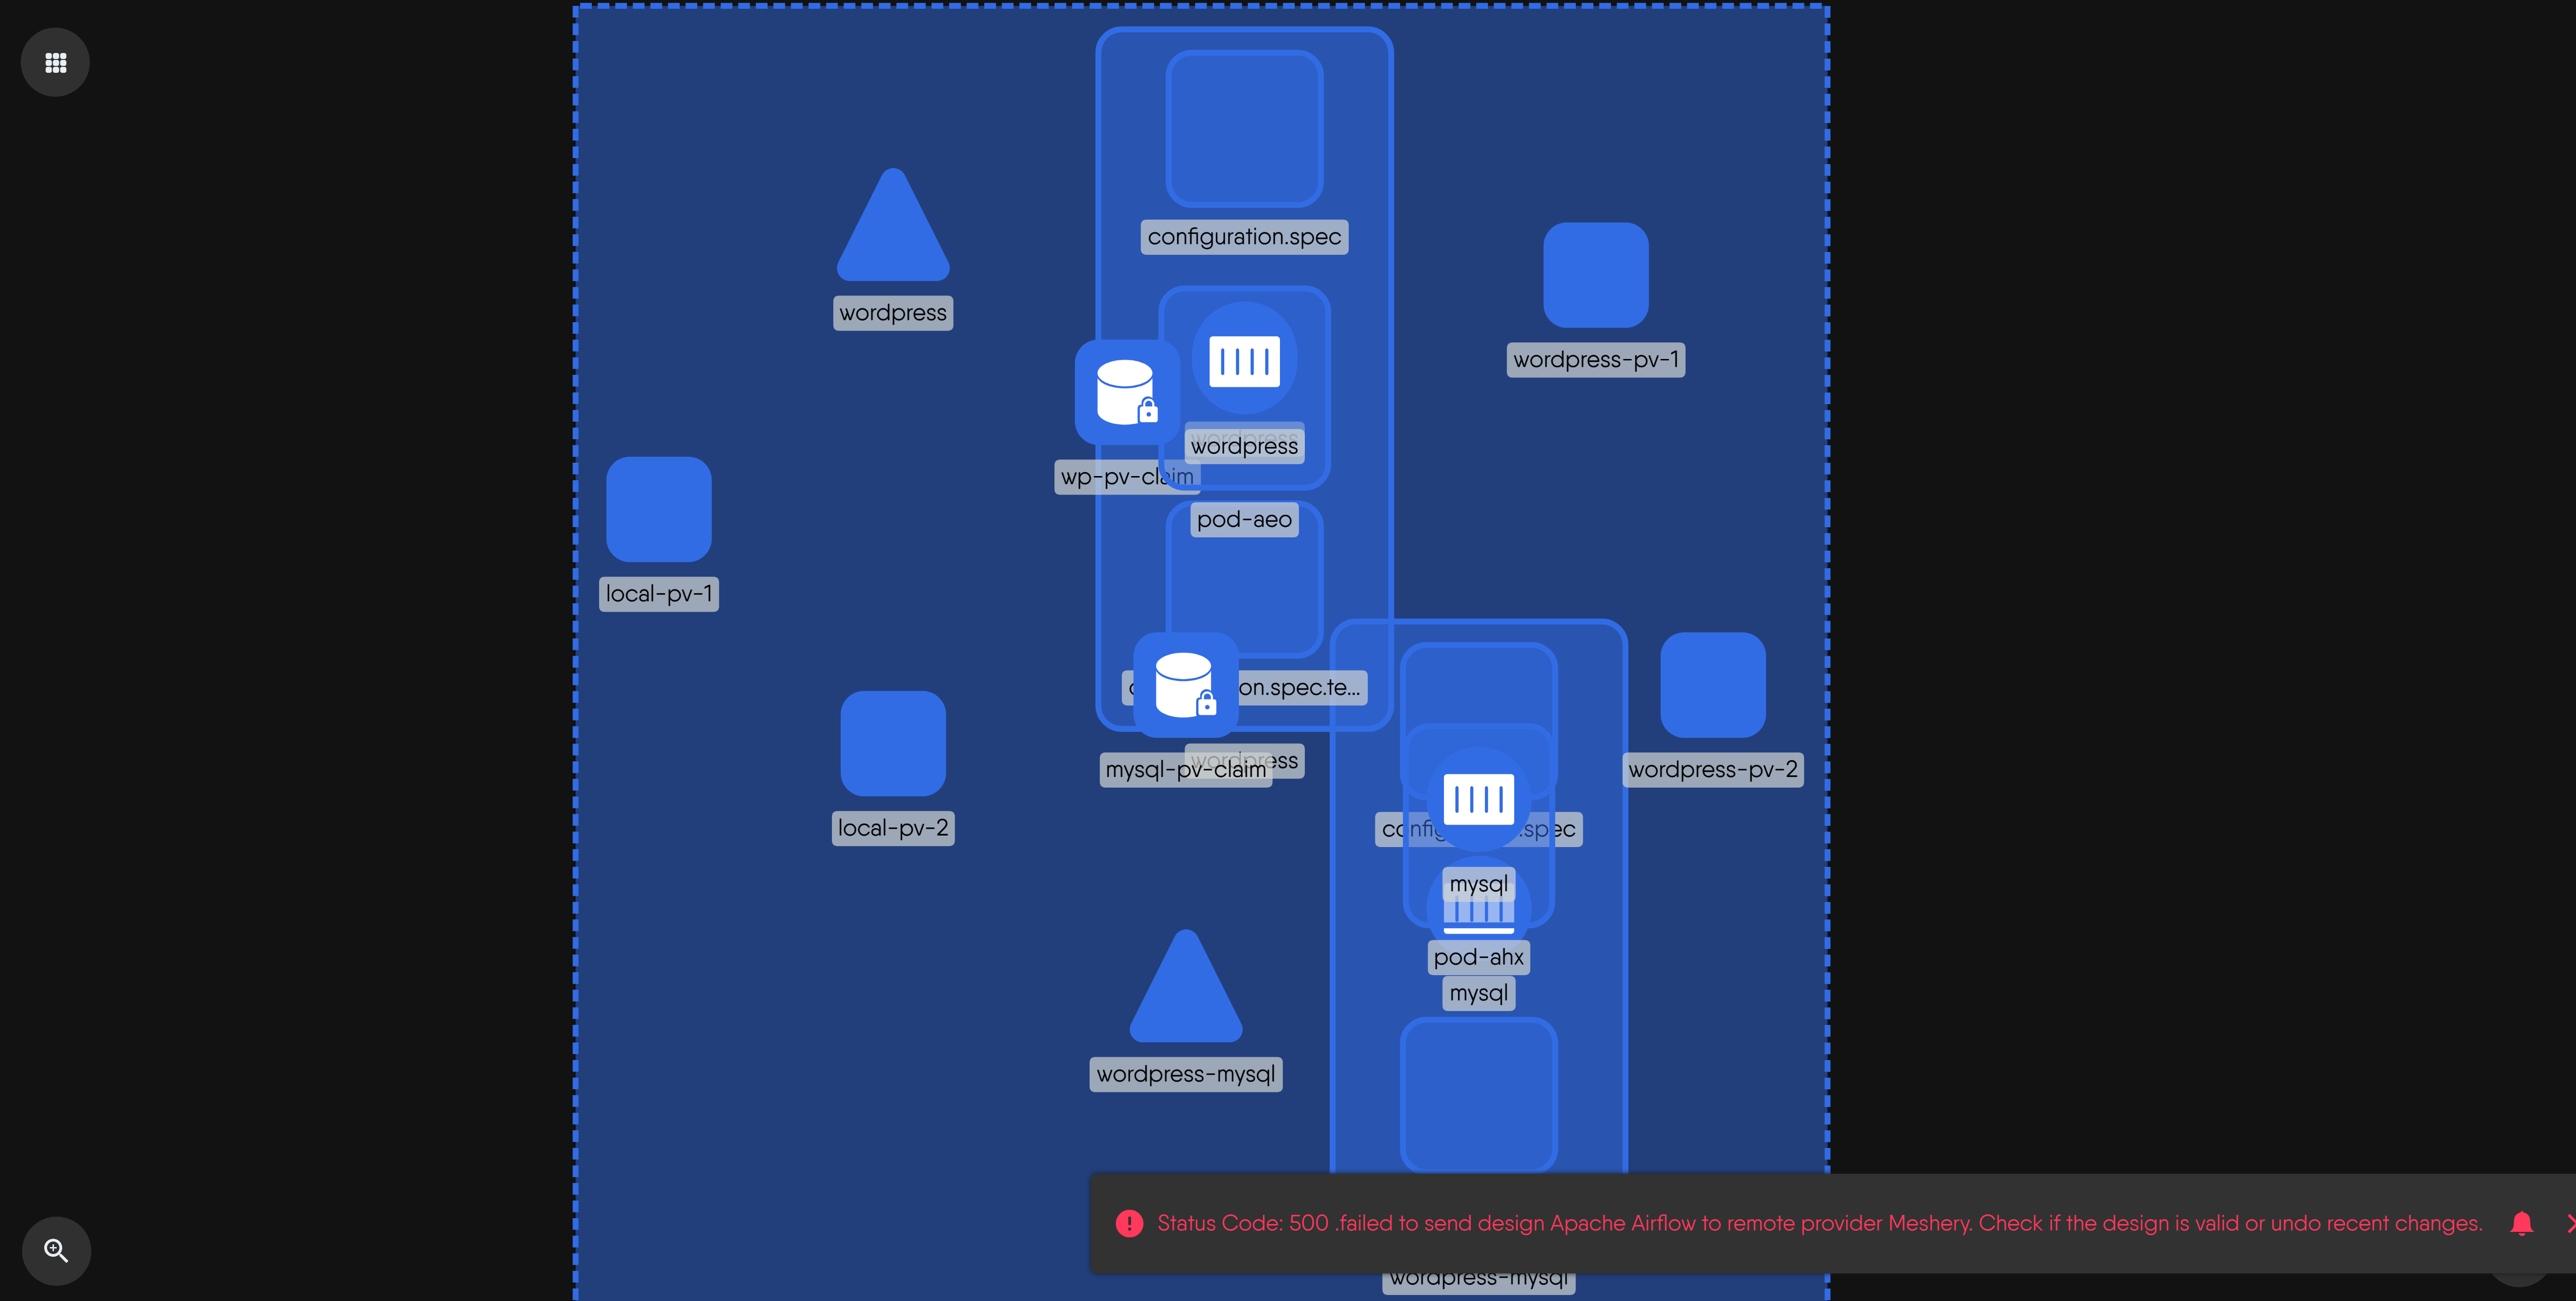 configuration.spec
wordpress
wordpress-pv-1
wordpress
wp-pv-claim
pod-aeo
local-pv-1
on.spec.te...
wordpress
mysql-pv-claim
wordpress-pv-2
local-pv-2
configuration.spec
mysql
pod-ahx
mysql
wordpress-mysql
Status Code: 500 .failed to send design Apache Airflow to remote provider Meshery. Check if the design is valid or undo recent changes.
wordpress-mysql